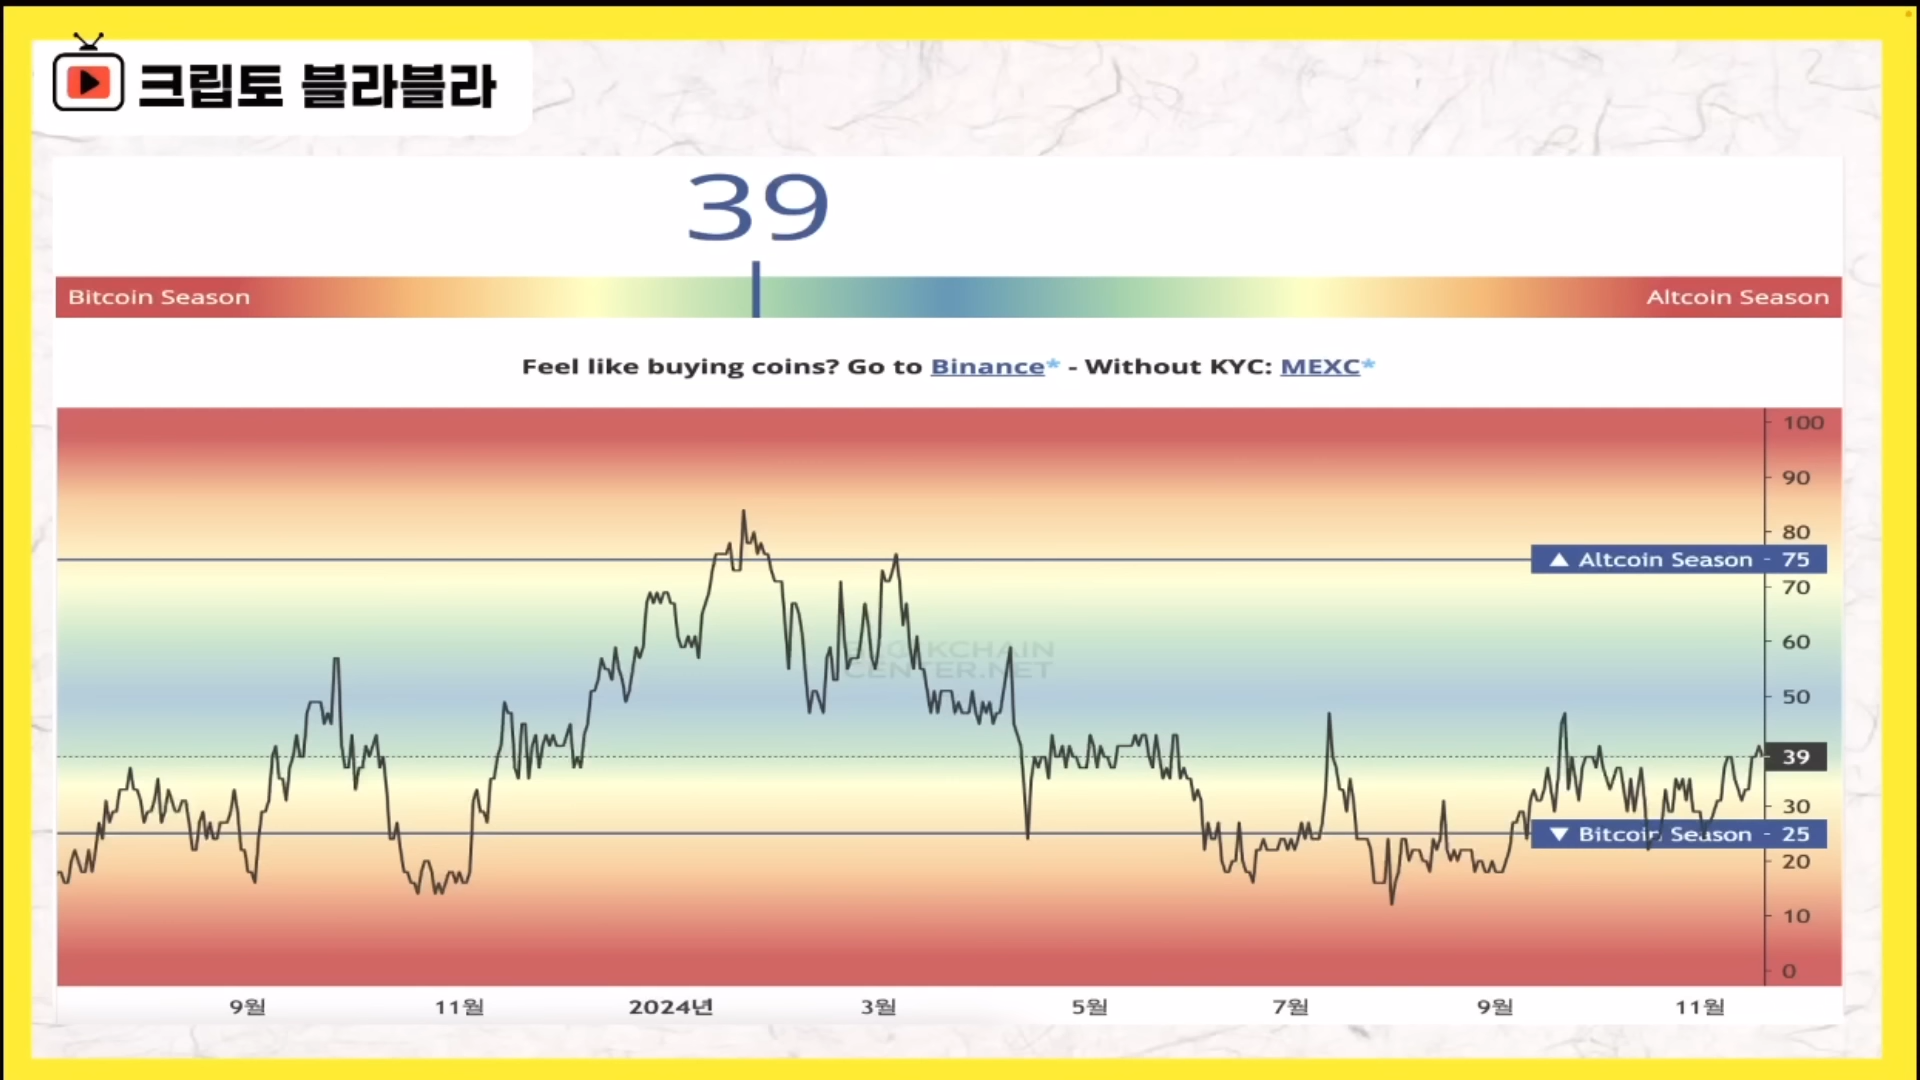 크립토 블라블라
39
Bitcoin Season
Altcoin Season
Feel like buying coins? Go to Binance* - Without KYC: MEXC*
100
90
80
▲ Altcoin Season - 75
70
60
BLOCKCHAIN
CENTER.NET
50
39
30
▼ Bitcoin Season - 25
20
10
0
9월 11월 2024년 3월 5월 7월 9월 11월